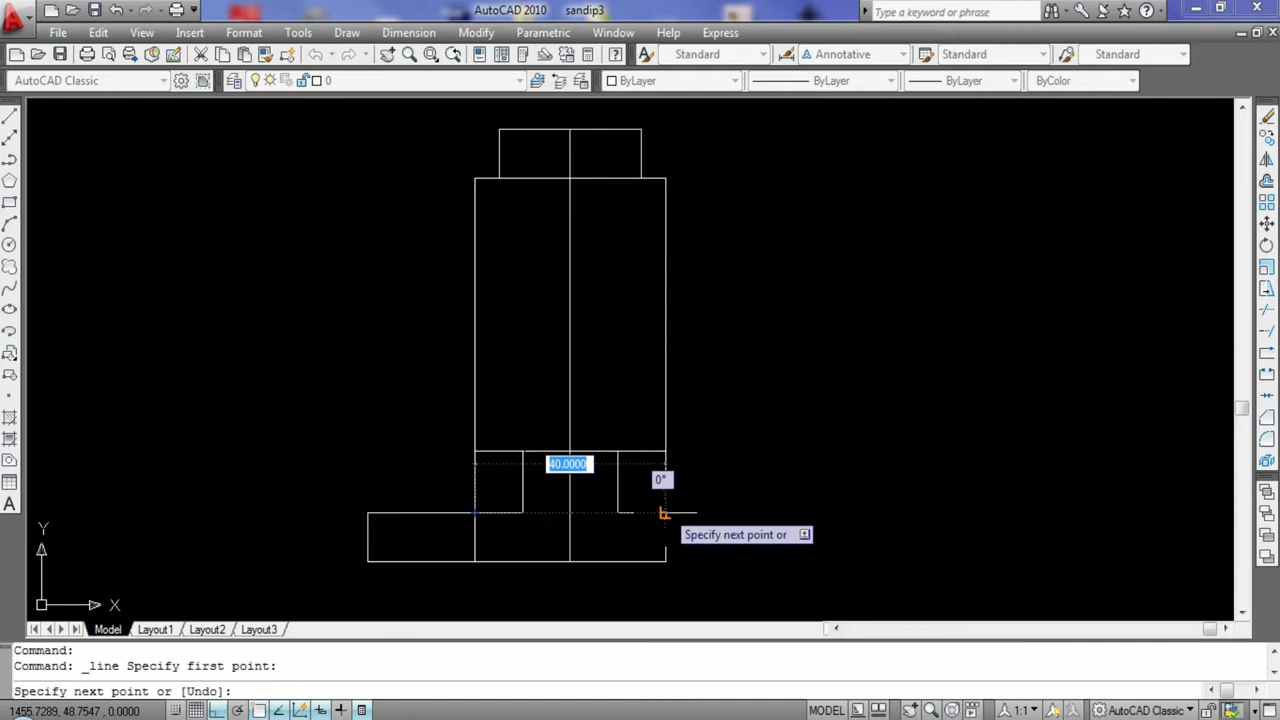 AutoCAD 2010 sandip3 Type a keyword or phrase
File Edit View Insert Format Tools Draw Dimension Modify Parametric Window Help Express
Standard Annotative Standard Standard
AutoCAD Classic 0 ByLayer ByLayer ByLayer ByColor
40.0000
0°
Specify next point or
Y
X
Model Layout1 Layout2 Layout3
Command:
Command: _line Specify first point:
Specify next point or [Undo]:
1455.7289, 48.7547, 0.0000 MODEL 1:1 AutoCAD Classic